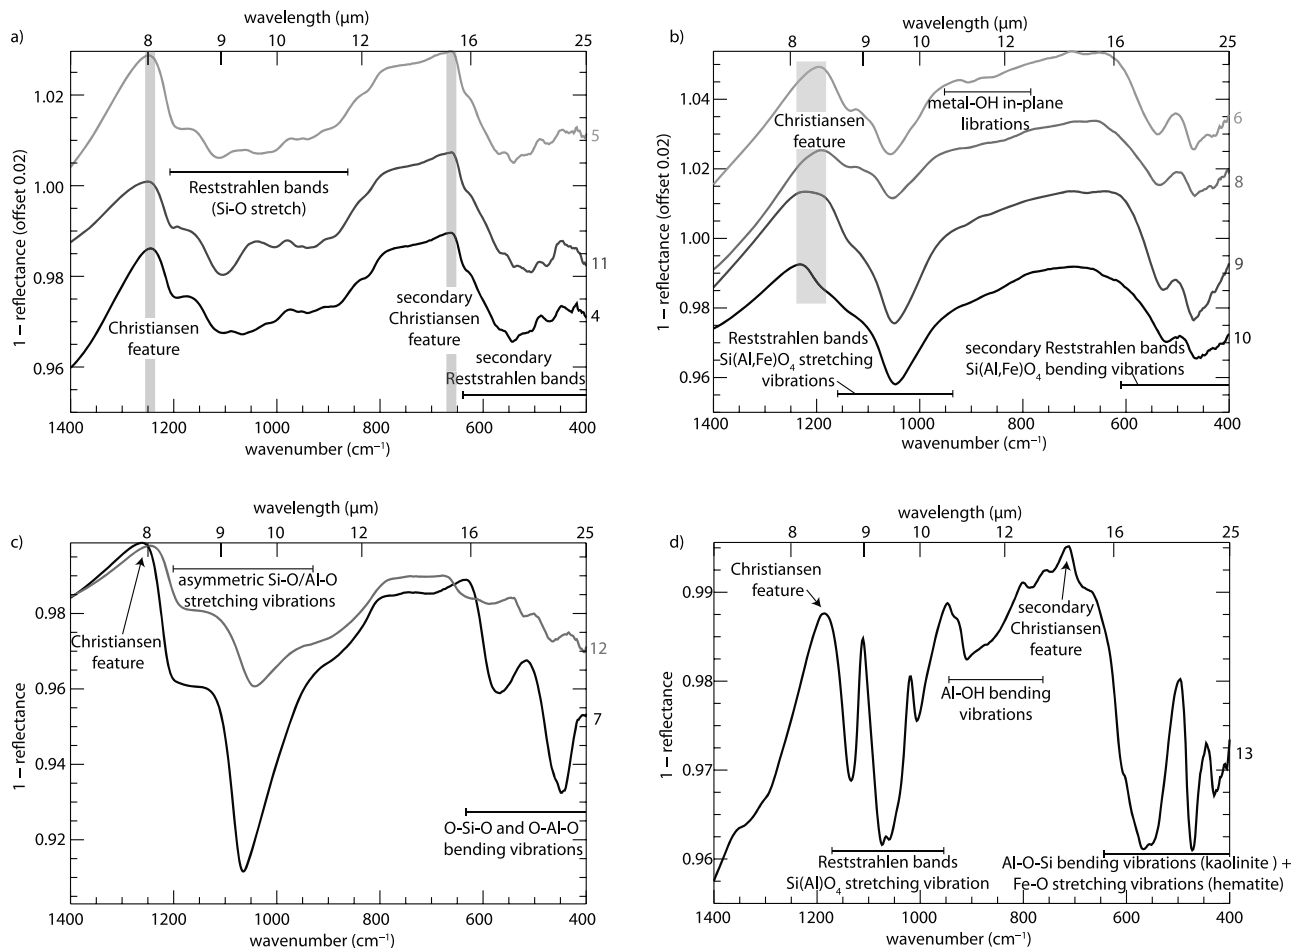 wavelength (μm)
a)
8 9 10 12 16 25
1.02
1.00
0.98
0.96
1 – reflectance (offset 0.02)
5
Reststrahlen bands
(Si-O stretch)
11
secondary
Christiansen
feature
4
Christiansen
feature
secondary
Reststrahlen bands
1400 1200 1000 800 600 400
wavenumber (cm⁻¹)
wavelength (μm)
b)
8 9 10 12 16 25
1.04
1.02
1.00
0.98
0.96
1 – reflectance (offset 0.02)
metal-OH in-plane
librations
6
Christiansen
feature
8
9
Reststrahlen bands
Si(Al,Fe)O₄ stretching
vibrations
secondary Reststrahlen bands
Si(Al,Fe)O₄ bending vibrations
10
1400 1200 1000 800 600 400
wavenumber (cm⁻¹)
wavelength (μm)
c)
8 9 10 12 16 25
0.98
0.96
0.94
0.92
1 – reflectance
asymmetric Si-O/Al-O
stretching vibrations
Christiansen
feature
12
7
O-Si-O and O-Al-O
bending vibrations
1400 1200 1000 800 600 400
wavenumber (cm⁻¹)
wavelength (μm)
d)
8 9 10 12 16 25
0.99
0.98
0.97
0.96
1 – reflectance
Christiansen
feature
secondary
Christiansen
feature
Al-OH bending
vibrations
13
Reststrahlen bands
Si(Al)O₄ stretching vibration
Al-O-Si bending vibrations (kaolinite ) +
Fe-O stretching vibrations (hematite)
1400 1200 1000 800 600 400
wavenumber (cm⁻¹)